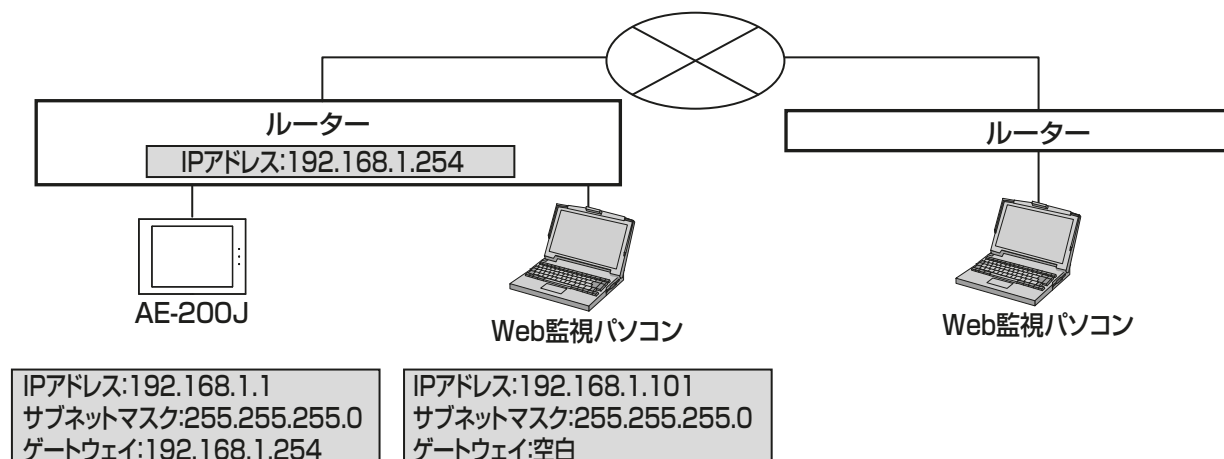 ルーター
IPアドレス:192.168.1.254
ルーター
AE-200J
Web監視パソコン
Web監視パソコン
IPアドレス:192.168.1.1
サブネットマスク:255.255.255.0
ゲートウェイ:192.168.1.254
IPアドレス:192.168.1.101
サブネットマスク:255.255.255.0
ゲートウェイ:空白